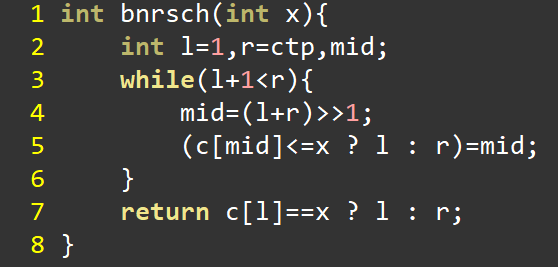 1 int bnrsch(int x){
2     int l=1,r=ctp,mid;
3     while(l+1<r){
4         mid=(l+r)>>1;
5         (c[mid]<=x ? l : r)=mid;
6     }
7     return c[l]==x ? l : r;
8 }